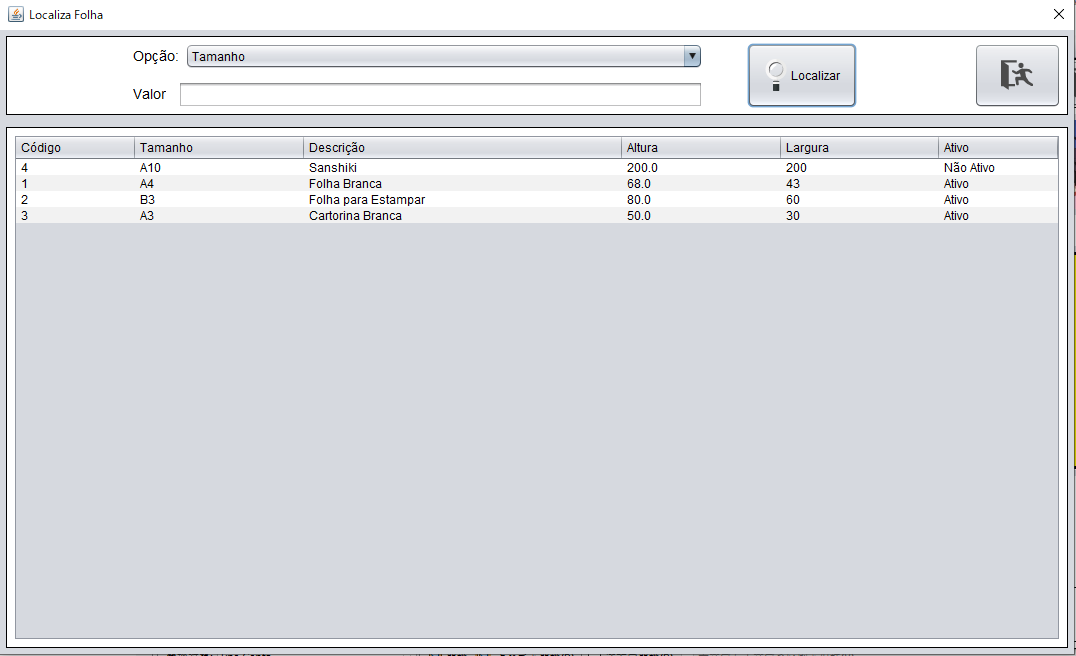 Localiza Folha
Opção: Tamanho
Valor
Localizar
Código Tamanho Descrição Altura Largura Ativo
4 A10 Sanshiki 200.0 200 Não Ativo
1 A4 Folha Branca 68.0 43 Ativo
2 B3 Folha para Estampar 80.0 60 Ativo
3 A3 Cartorina Branca 50.0 30 Ativo